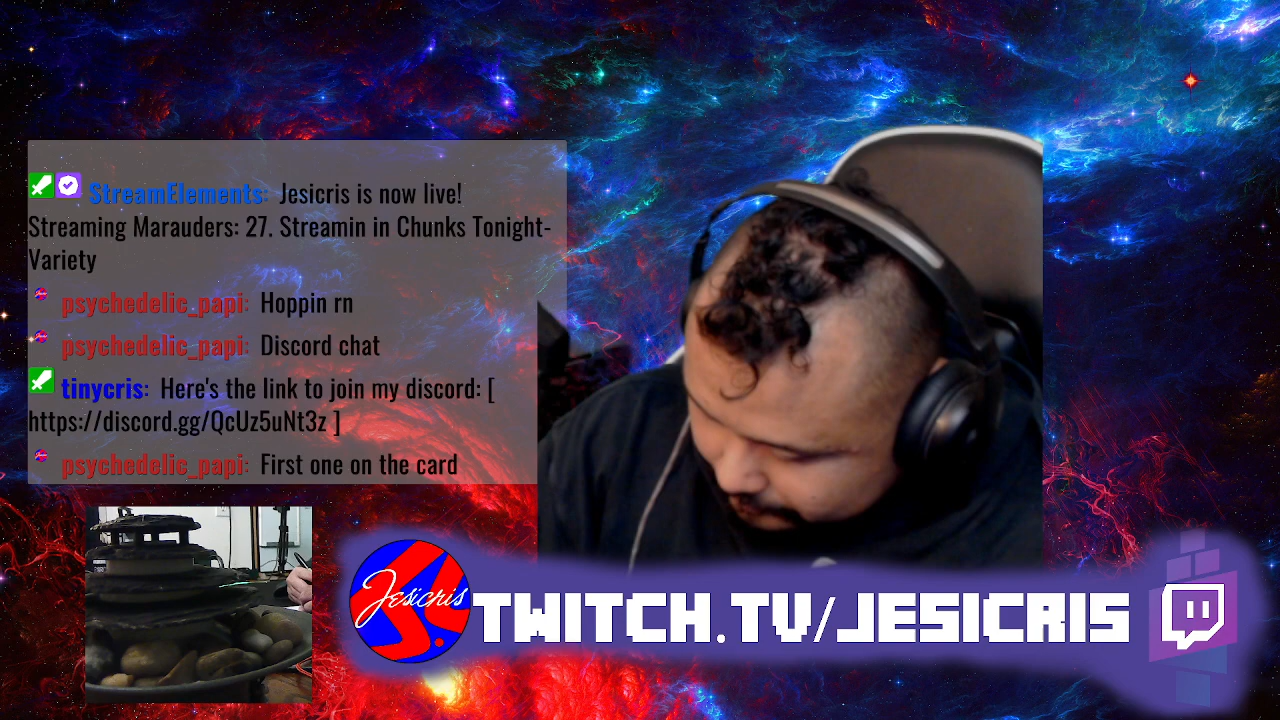 StreamElements: Jesicris is now live!
Streaming Marauders: 27. Streamin in Chunks Tonight-
Variety
psychedelic_papi: Hoppin rn
psychedelic_papi: Discord chat
tinycris: Here's the link to join my discord: [
https://discord.gg/QcUz5uNt3z ]
psychedelic_papi: First one on the card
Jesicris
TWITCH.TV/JESICRIS